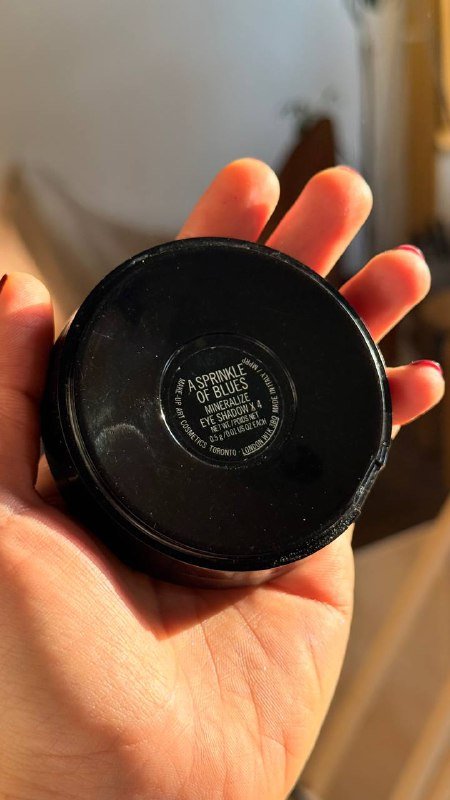 A SPRINKLE
OF BLUES
MINERALIZE
EYE SHADOW X 4
NET WT./POIDS NET
0.5 g/0.01 US OZ EACH
MAKE-UP ART COSMETICS TORONTO · LONDON W1K 3BQ MADE IN ITALY